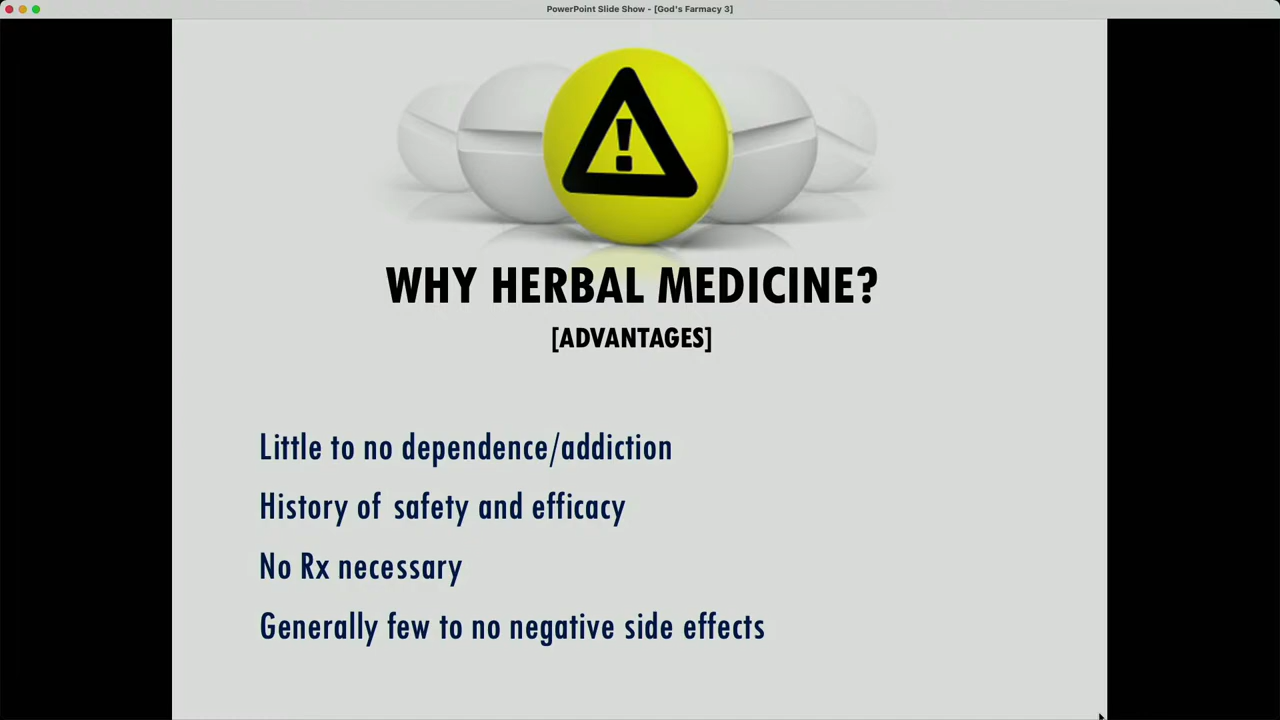 PowerPoint Slide Show - [God's Farmacy 3]
!
WHY HERBAL MEDICINE?
[ADVANTAGES]
Little to no dependence/addiction
History of safety and efficacy
No Rx necessary
Generally few to no negative side effects